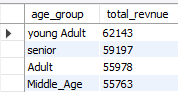 age_group total_revnue
young Adult 62143
senior 59197
Adult 55978
Middle_Age 55763